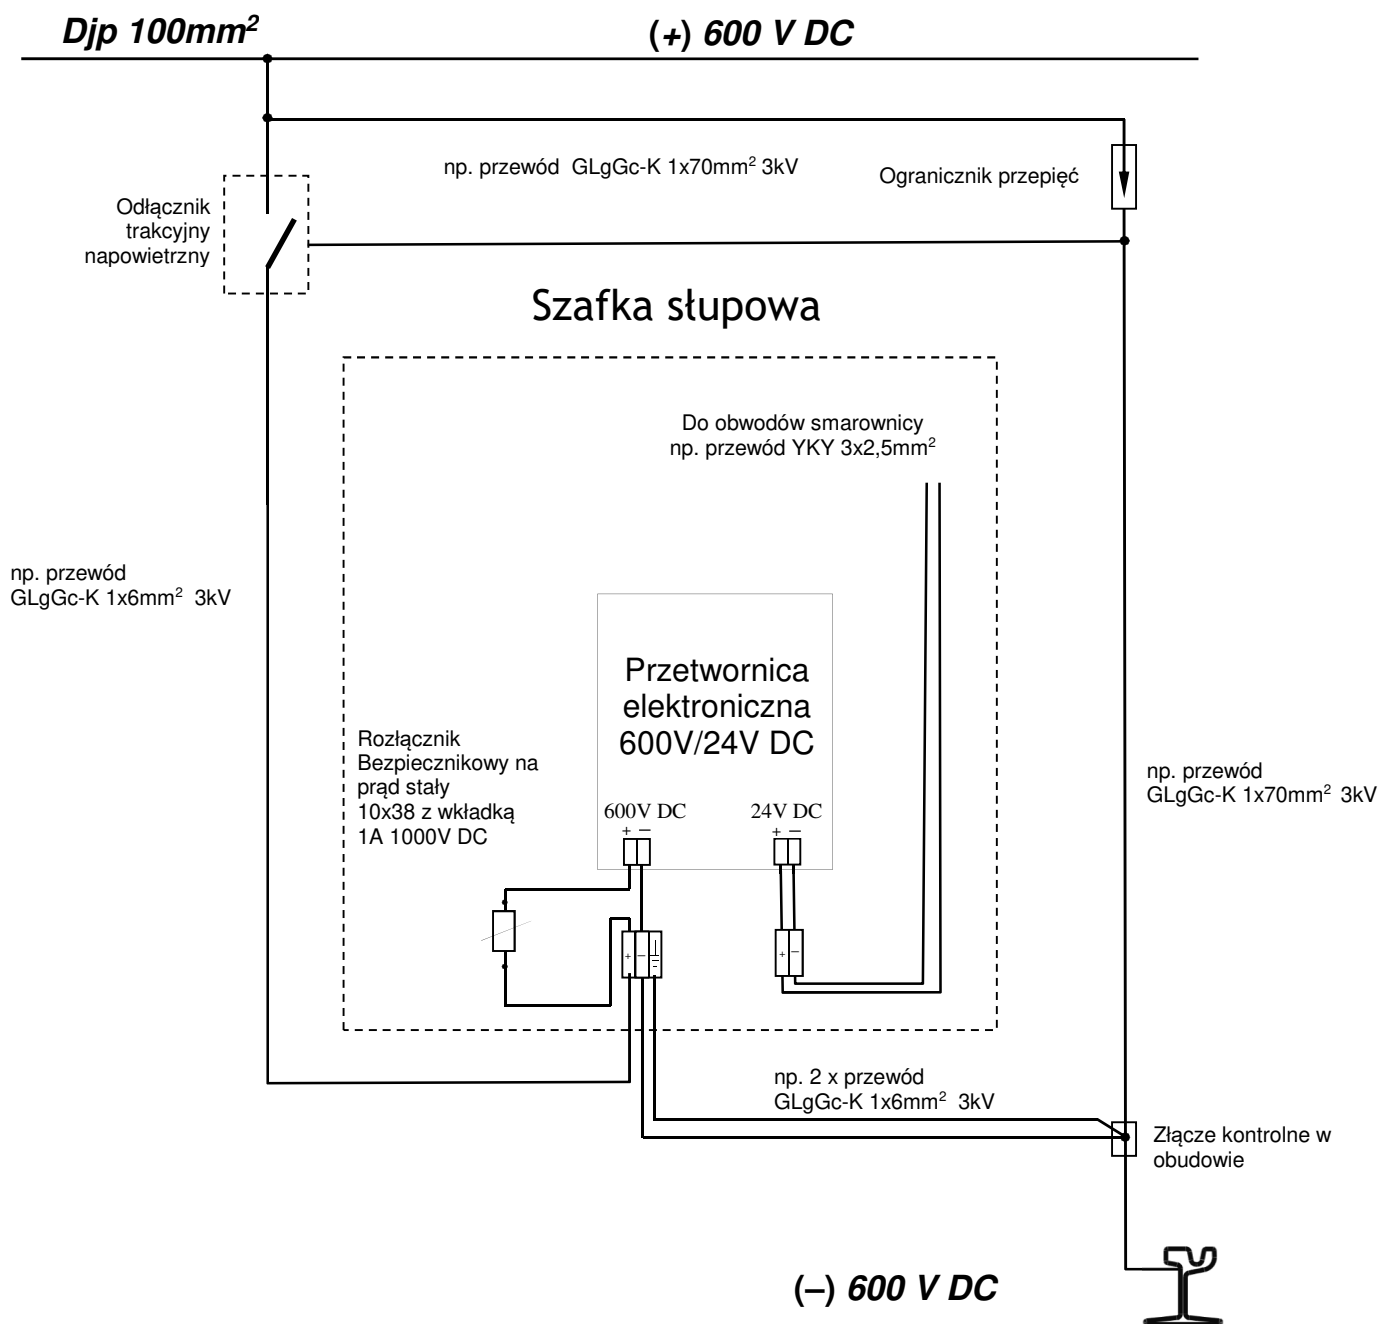 Djp 100mm²
(+) 600 V DC
np. przewód GLgGc-K 1x70mm² 3kV
Ogranicznik przepięć
Odłącznik
trakcyjny
napowietrzny
Szafka słupowa
Do obwodów smarownicy
np. przewód YKY 3x2,5mm²
np. przewód
GLgGc-K 1x6mm² 3kV
Przetwornica
elektroniczna
600V/24V DC
Rozłącznik
Bezpiecznikowy na
prąd stały
10x38 z wkładką
1A 1000V DC
600V DC
24V DC
+ −
+ −
np. przewód
GLgGc-K 1x70mm² 3kV
+ −
+ −
np. 2 x przewód
GLgGc-K 1x6mm² 3kV
Złącze kontrolne w
obudowie
(–) 600 V DC